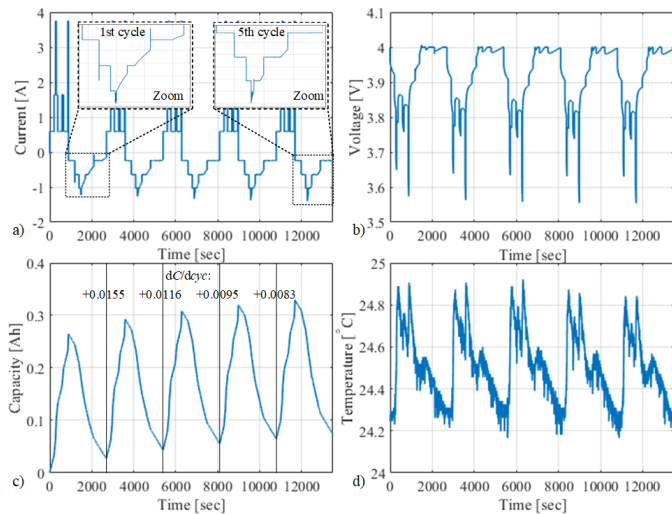 a)
Current [A]
4
3
2
1
0
-1
-2
1st cycle
Zoom
5th cycle
Zoom
0 2000 4000 6000 8000 10000 12000
Time [sec]
b)
Voltage [V]
4.1
4
3.9
3.8
3.7
3.6
3.5
0 2000 4000 6000 8000 10000 12000
Time [sec]
c)
Capacity [Ah]
0.4
0.3
0.2
0.1
0
dC/dcyc:
+0.0155 +0.0116 +0.0095 +0.0083
0 2000 4000 6000 8000 10000 12000
Time [sec]
d)
Temperature [°C]
25
24.8
24.6
24.4
24.2
24
0 2000 4000 6000 8000 10000 12000
Time [sec]